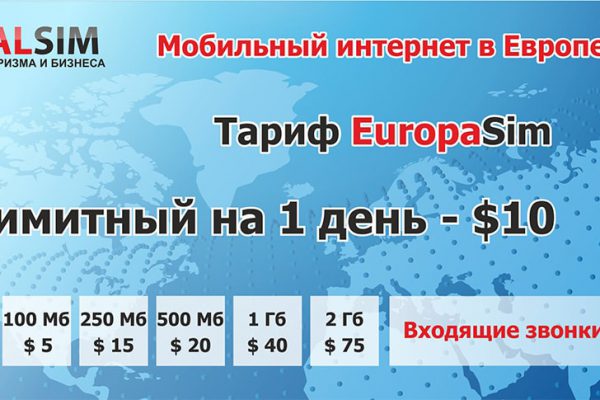 ALSIM
РИЗМА И БИЗНЕСА
Мобильный интернет в Европе
Тариф EuropaSim
имитный на 1 день - $10
100 Мб
$ 5
250 Мб
$ 15
500 Мб
$ 20
1 Гб
$ 40
2 Гб
$ 75
Входящие звонки